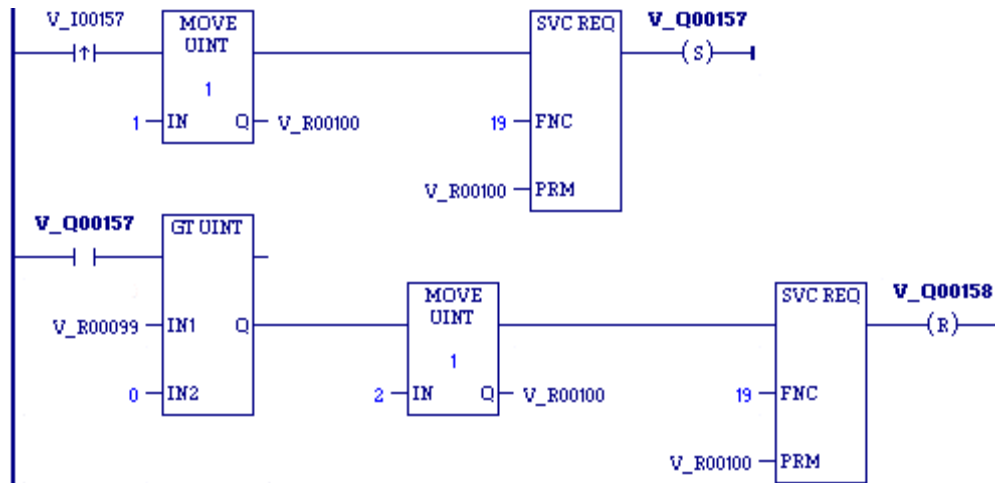 V_I00157
MOVE
UINT
1
1 IN Q V_R00100
SVC REQ
19 FNC
V_R00100 PRM
V_Q00157
S
V_Q00157
GT UINT
V_R00099 IN1 Q
0 IN2
MOVE
UINT
1
2 IN Q V_R00100
SVC REQ
19 FNC
V_R00100 PRM
V_Q00158
R